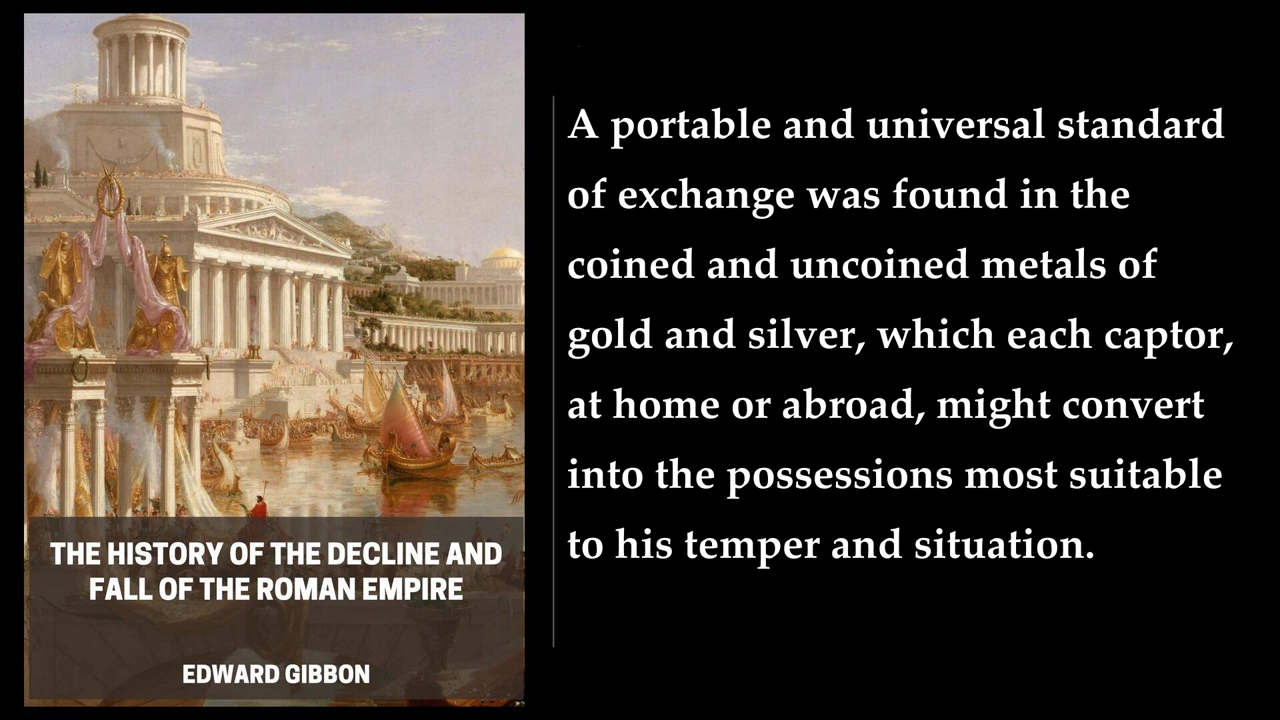 THE HISTORY OF THE DECLINE AND
FALL OF THE ROMAN EMPIRE
EDWARD GIBBON
A portable and universal standard
of exchange was found in the
coined and uncoined metals of
gold and silver, which each captor,
at home or abroad, might convert
into the possessions most suitable
to his temper and situation.